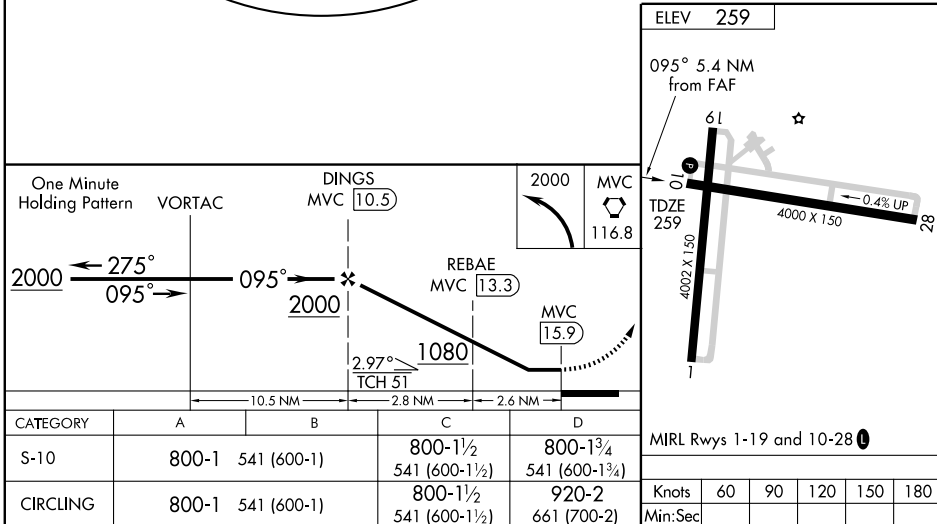 ELEV 259
095° 5.4 NM
from FAF
19
P
10
TDZE
259
0.4% UP
4000 X 150
28
4002 X 150
1
MIRL Rwys 1-19 and 10-28 L
Knots 60 90 120 150 180
Min:Sec
One Minute
Holding Pattern
VORTAC
DINGS
MVC 10.5
2000
MVC
116.8
2000
275°
095°
095°
2000
REBAE
MVC 13.3
1080
MVC
15.9
2.97°
TCH 51
10.5 NM
2.8 NM
2.6 NM
CATEGORY A B C D
S-10 800-1 541 (600-1) 800-1½ 800-1¾
541 (600-1½) 541 (600-1¾)
CIRCLING 800-1 541 (600-1) 800-1½ 920-2
541 (600-1½) 661 (700-2)